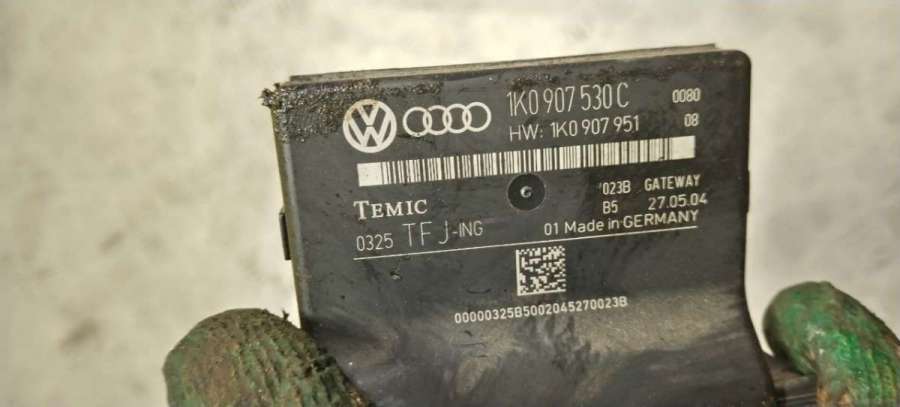 1K0 907 530 C 0080
HW: 1K0 907 951 08
'023B GATEWAY
TEMIC B5 27.05.04
0325 TFJ-ING 01 Made in GERMANY
00000325B5002045270023B